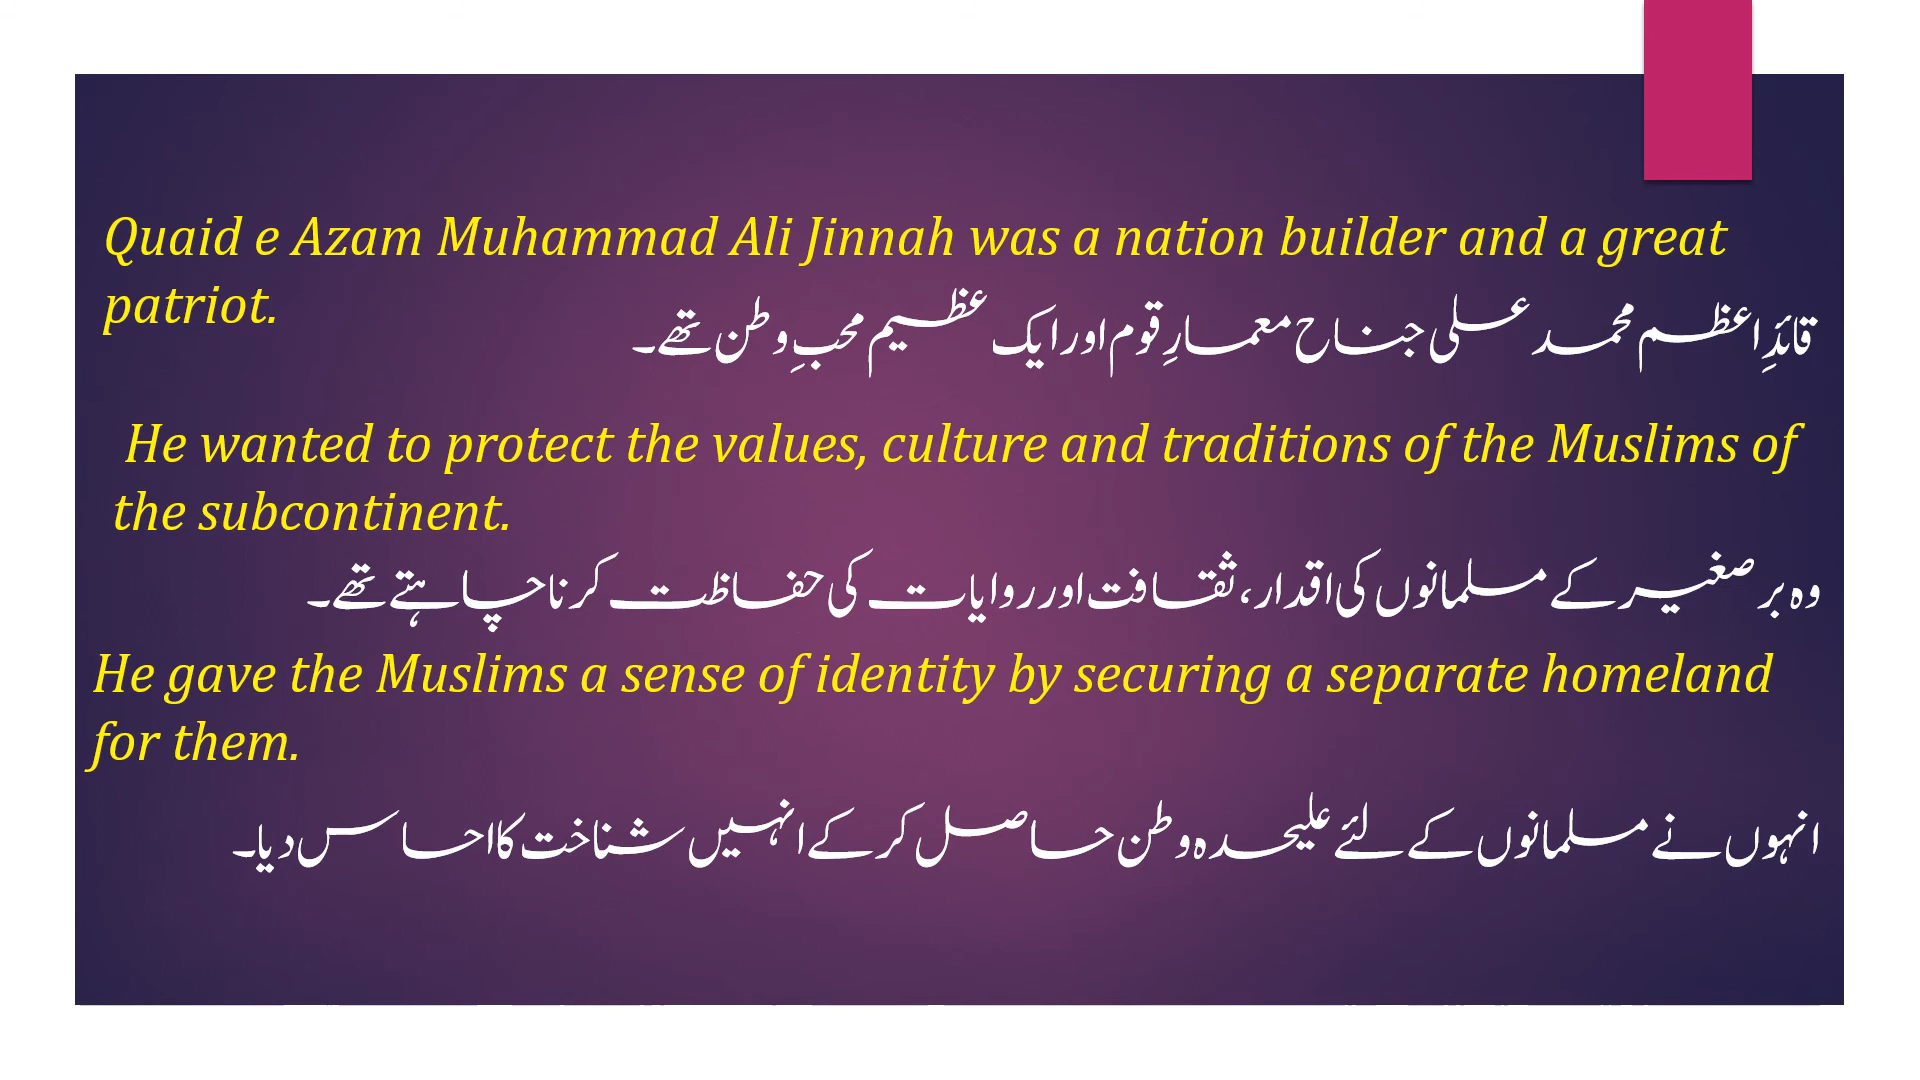 Quaid e Azam Muhammad Ali Jinnah was a nation builder and a great
patriot.
قائدِاعظم محمد علی جناح معمارِقوم اور ایک عظیم محبِ وطن تھے۔
He wanted to protect the values, culture and traditions of the Muslims of
the subcontinent.
وہ برصغیر کے مسلمانوں کی اقدار، ثقافت اور روایات کی حفاظت کرنا چاہتے تھے۔
He gave the Muslims a sense of identity by securing a separate homeland
for them.
انہوں نے مسلمانوں کے لئے علیحدہ وطن حاصل کر کے انہیں شناخت کا احساس دیا۔